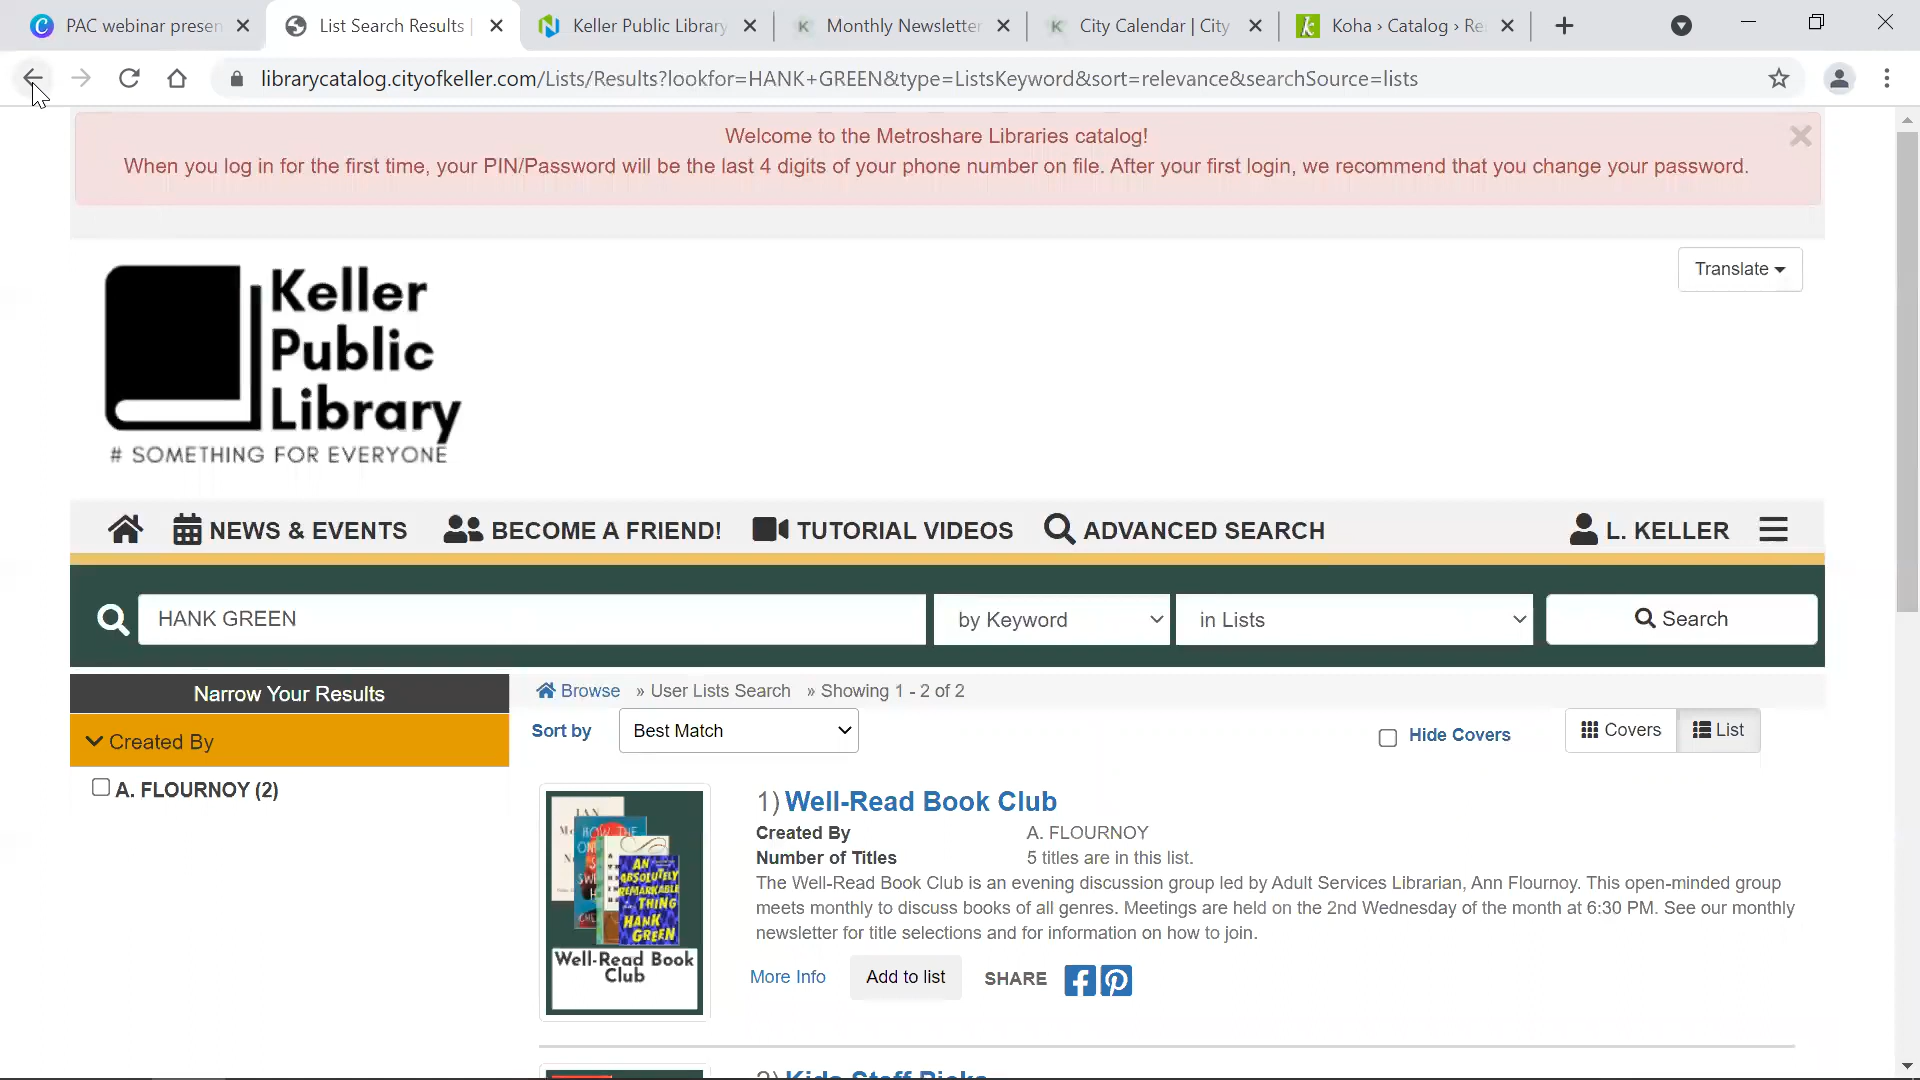 PAC webinar presen
List Search Results |
Keller Public Library
Monthly Newsletter
City Calendar | City
Koha › Catalog › Re
librarycatalog.cityofkeller.com/Lists/Results?lookfor=HANK+GREEN&type=ListsKeyword&sort=relevance&searchSource=lists
Welcome to the Metroshare Libraries catalog!
When you log in for the first time, your PIN/Password will be the last 4 digits of your phone number on file. After your first login, we recommend that you change your password.
Translate
Keller
Public
Library
# SOMETHING FOR EVERYONE
NEWS & EVENTS BECOME A FRIEND! TUTORIAL VIDEOS ADVANCED SEARCH L. KELLER
HANK GREEN by Keyword in Lists Search
Narrow Your Results
Browse » User Lists Search » Showing 1 - 2 of 2
Sort by Best Match Hide Covers Covers List
Created By
A. FLOURNOY (2)
IAN
HOW THE
ON
AN
ABSOLUTELY
REMARKABLE
THING
HANK
GREEN
Well-Read Book
Club
1) Well-Read Book Club
Created By A. FLOURNOY
Number of Titles 5 titles are in this list.
The Well-Read Book Club is an evening discussion group led by Adult Services Librarian, Ann Flournoy. This open-minded group
meets monthly to discuss books of all genres. Meetings are held on the 2nd Wednesday of the month at 6:30 PM. See our monthly
newsletter for title selections and for information on how to join.
More Info Add to list SHARE
2) Kids Staff Picks